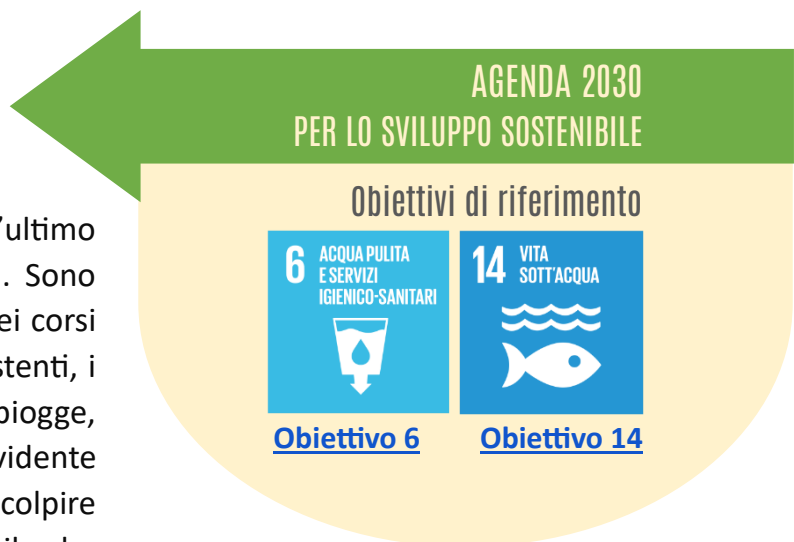 AGENDA 2030
PER LO SVILUPPO SOSTENIBILE
Obiettivi di riferimento
6 ACQUA PULITA
E SERVIZI
IGIENICO-SANITARI
14 VITA
SOTT'ACQUA
Obiettivo 6
Obiettivo 14
'ultimo
. Sono
ei corsi
stenti, i
piogge,
vidente
colpire